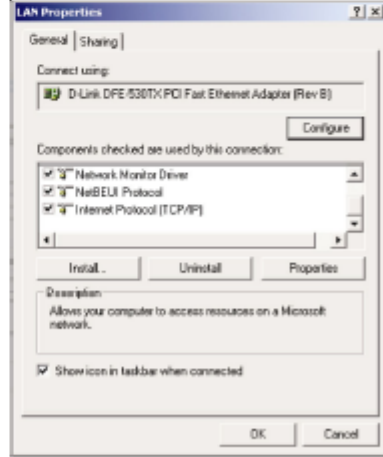 LAN Properties
General
Sharing
Connect using:
D-Link DFE-530TX PCI Fast Ethernet Adapter (Rev B)
Configure
Components checked are used by this connection:
Network Monitor Driver
NetBEUI Protocol
Internet Protocol (TCP/IP)
Install...
Uninstall
Properties
Description
Allows your computer to access resources on a Microsoft
network.
Show icon in taskbar when connected
OK
Cancel